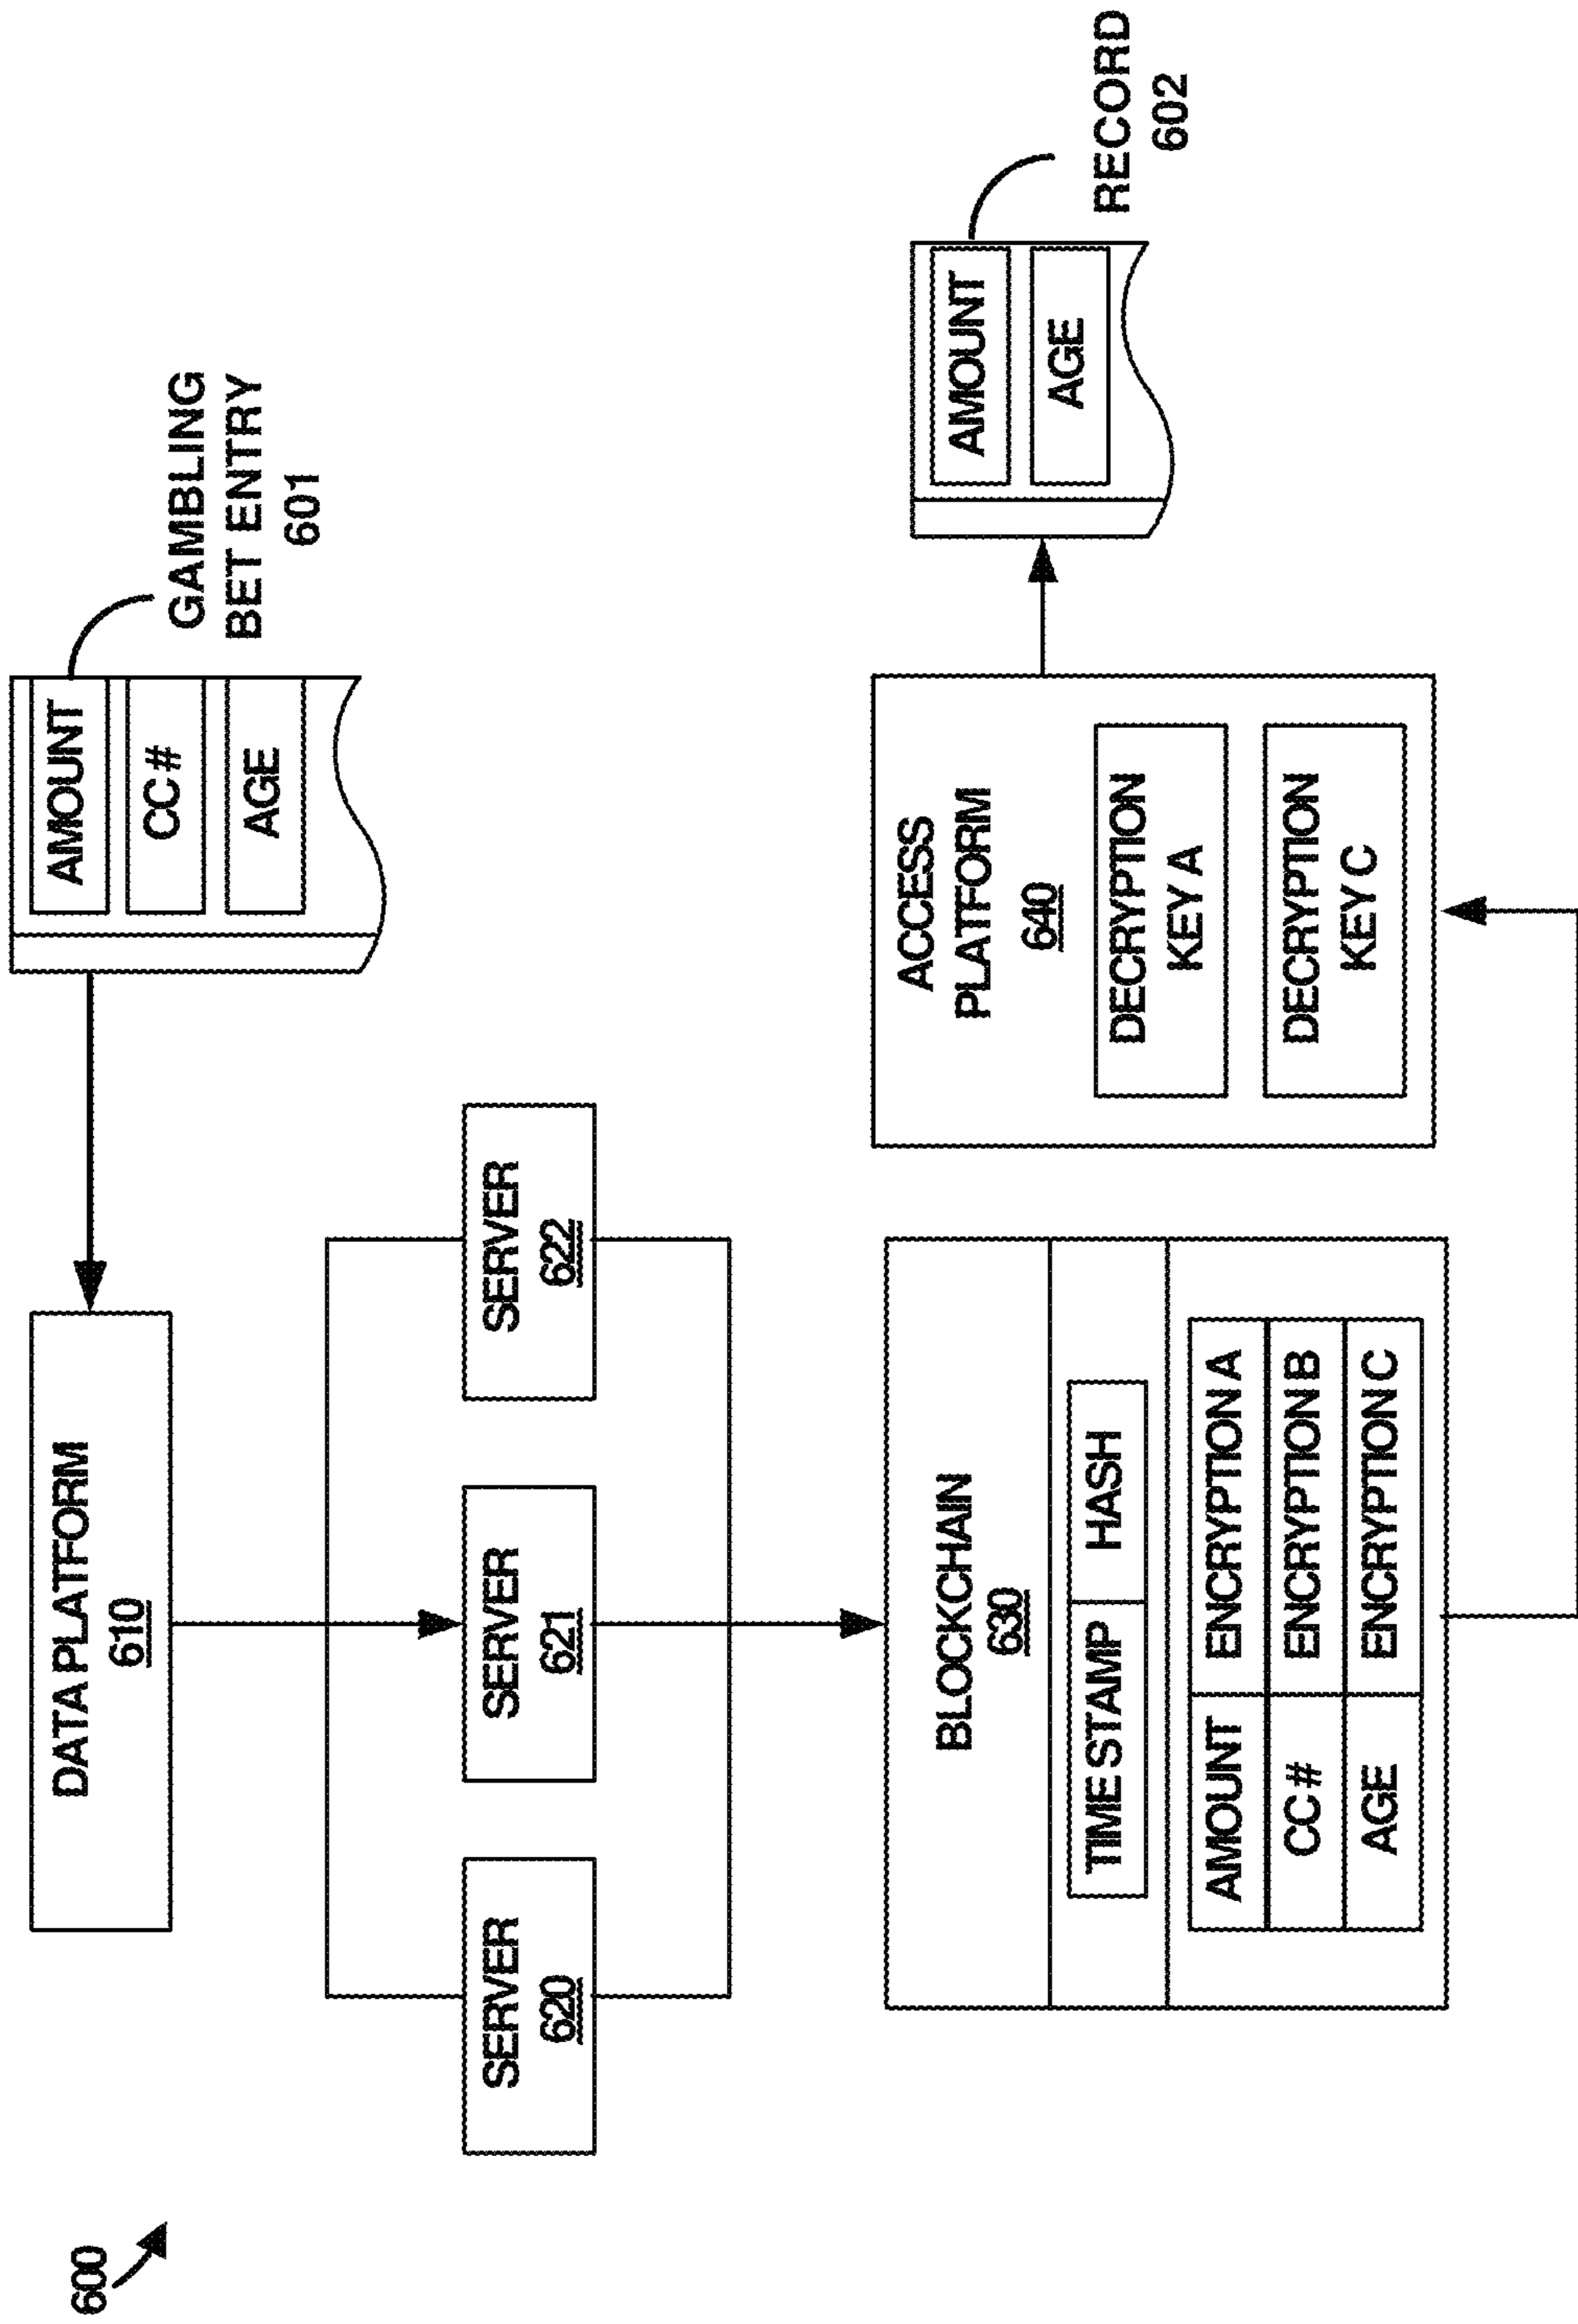 600
DATA PLATFORM
610
AMOUNT
CC #
AGE
GAMBLING
BET ENTRY
601
SERVER
620
SERVER
621
SERVER
622
BLOCKCHAIN
630
TIME STAMP HASH
AMOUNT ENCRYPTION A
CC # ENCRYPTION B
AGE ENCRYPTION C
ACCESS
PLATFORM
640
DECRYPTION
KEY A
DECRYPTION
KEY C
AMOUNT
AGE
RECORD
602